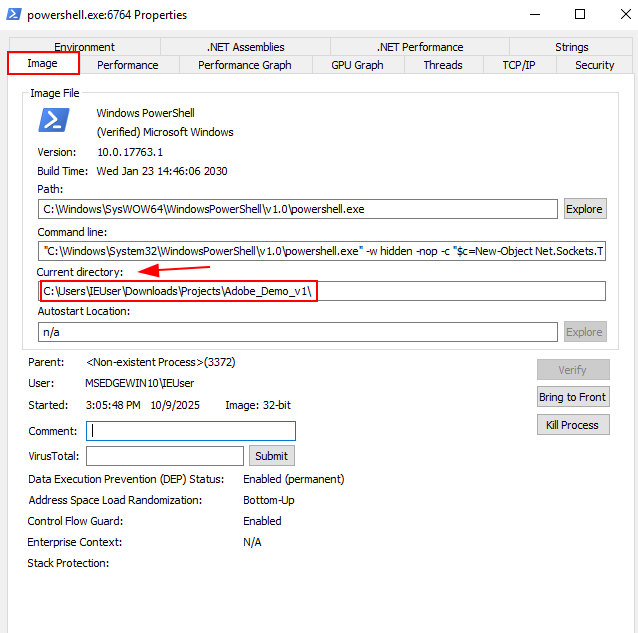 powershell.exe:6764 Properties
Environment .NET Assemblies .NET Performance Strings
Image Performance Performance Graph GPU Graph Threads TCP/IP Security
Image File
Windows PowerShell
(Verified) Microsoft Windows
Version: 10.0.17763.1
Build Time: Wed Jan 23 14:46:06 2030
Path:
C:\Windows\SysWOW64\WindowsPowerShell\v1.0\powershell.exe Explore
Command line:
"C:\Windows\System32\WindowsPowerShell\v1.0\powershell.exe" -w hidden -nop -c "$c=New-Object Net.Sockets.T
Current directory:
C:\Users\IEUser\Downloads\Projects\Adobe_Demo_v1\
Autostart Location:
n/a Explore
Parent: <Non-existent Process>(3372)
Verify
User: MSEDGEWIN10\IEUser
Bring to Front
Started: 3:05:48 PM 10/9/2025 Image: 32-bit
Comment: Kill Process
VirusTotal: Submit
Data Execution Prevention (DEP) Status: Enabled (permanent)
Address Space Load Randomization: Bottom-Up
Control Flow Guard: Enabled
Enterprise Context: N/A
Stack Protection: